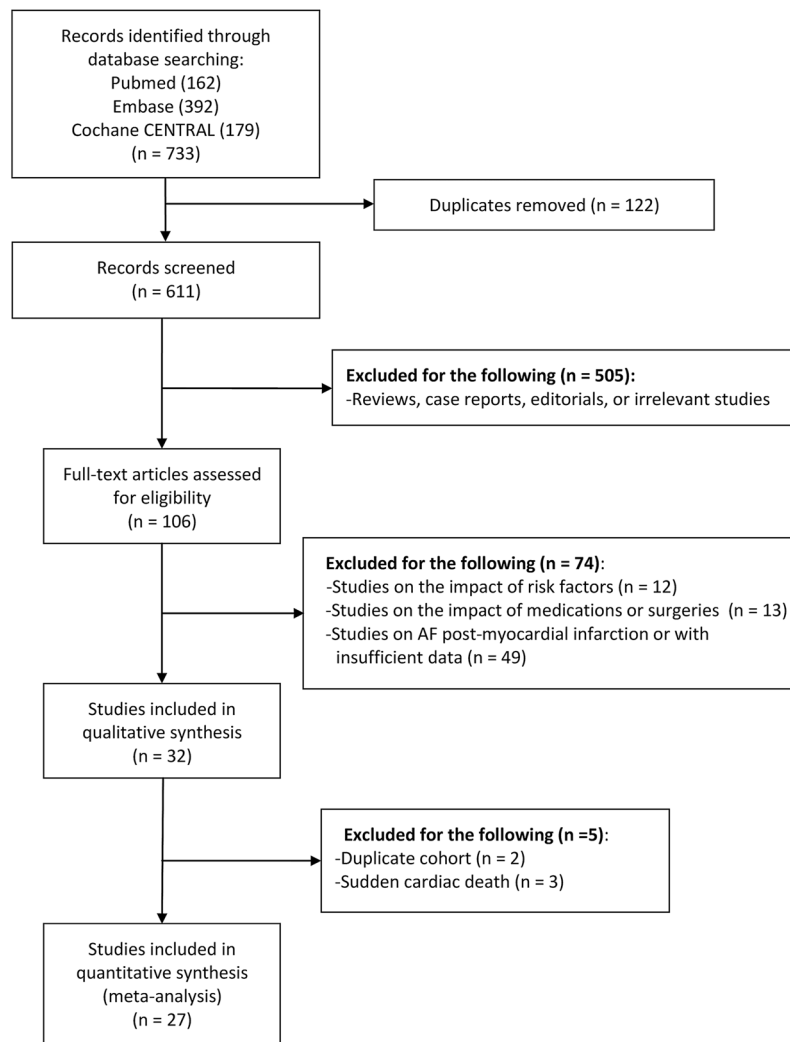 Records identified through
database searching:
Pubmed (162)
Embase (392)
Cochane CENTRAL (179)
(n = 733)
Duplicates removed (n = 122)
Records screened
(n = 611)
Excluded for the following (n = 505):
-Reviews, case reports, editorials, or irrelevant studies
Full-text articles assessed
for eligibility
(n = 106)
Excluded for the following (n = 74):
-Studies on the impact of risk factors (n = 12)
-Studies on the impact of medications or surgeries (n = 13)
-Studies on AF post-myocardial infarction or with
insufficient data (n = 49)
Studies included in
qualitative synthesis
(n = 32)
Excluded for the following (n =5):
-Duplicate cohort (n = 2)
-Sudden cardiac death (n = 3)
Studies included in
quantitative synthesis
(meta-analysis)
(n = 27)